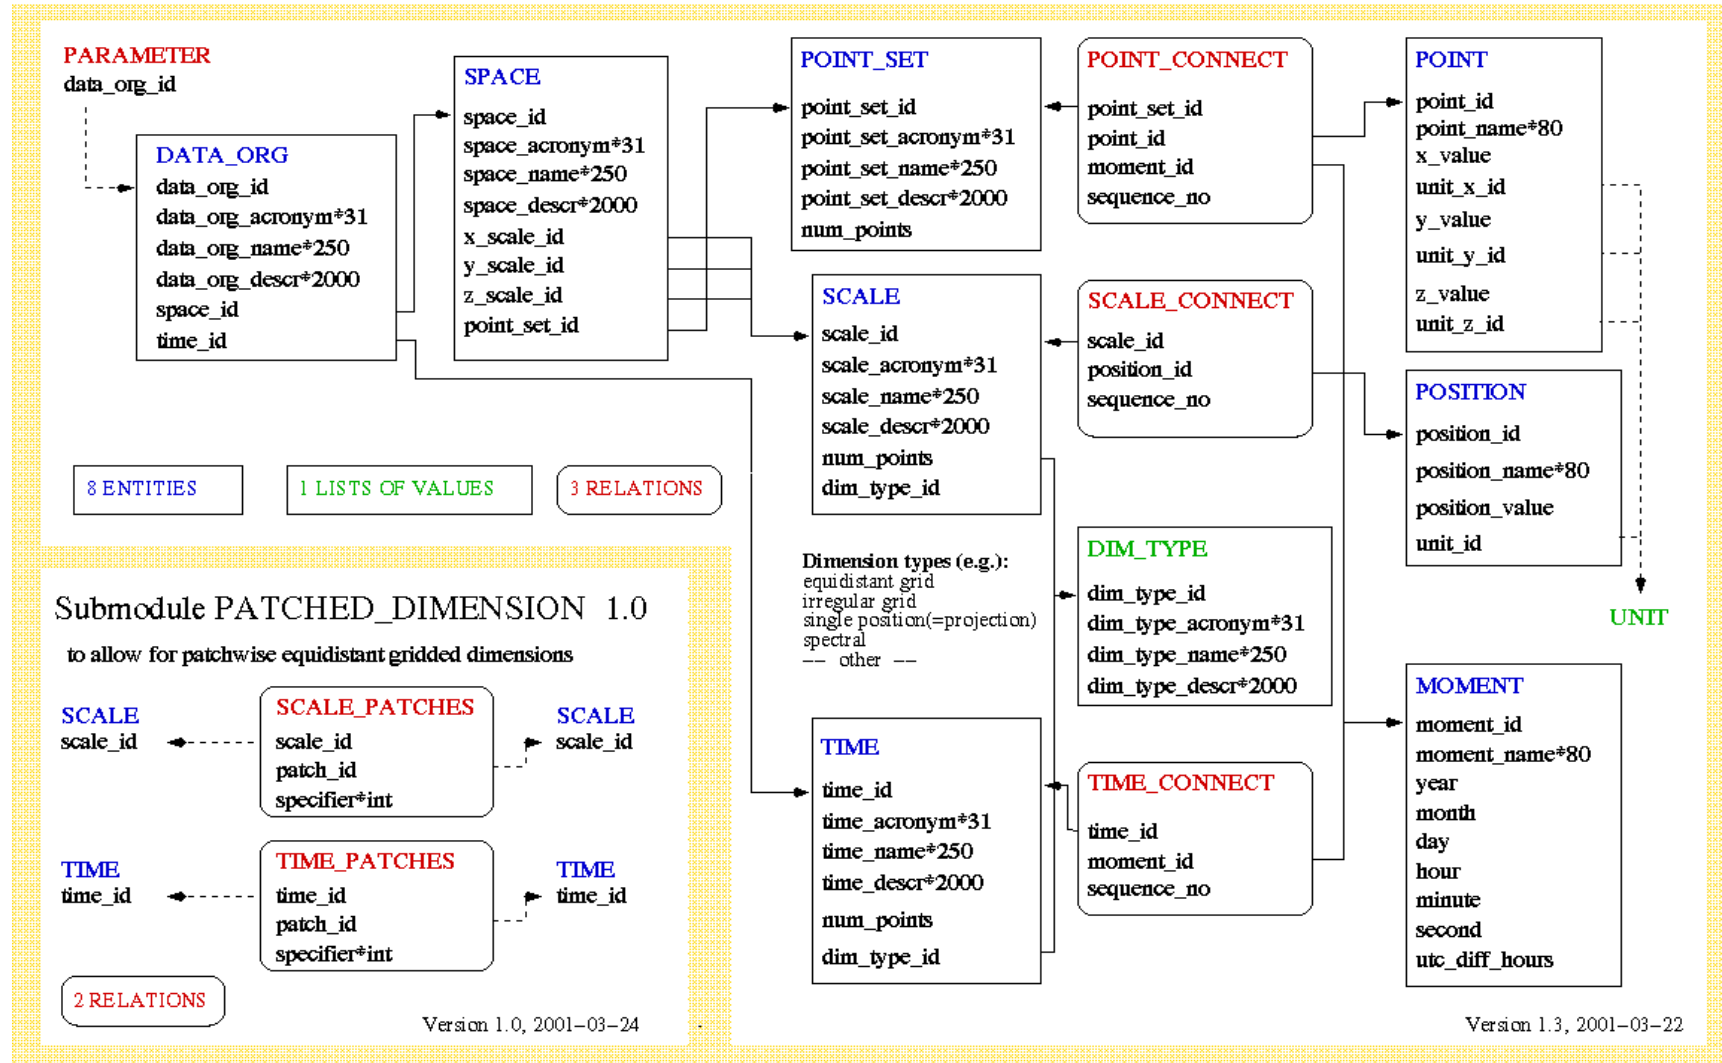 PARAMETER
data_org_id
DATA_ORG
data_org_id
data_org_acronym*31
data_org_name*250
data_org_descr*2000
space_id
time_id
SPACE
space_id
space_acronym*31
space_name*250
space_descr*2000
x_scale_id
y_scale_id
z_scale_id
point_set_id
POINT_SET
point_set_id
point_set_acronym*31
point_set_name*250
point_set_descr*2000
num_points
POINT_CONNECT
point_set_id
point_id
moment_id
sequence_no
POINT
point_id
point_name*80
x_value
unit_x_id
y_value
unit_y_id
z_value
unit_z_id
SCALE
scale_id
scale_acronym*31
scale_name*250
scale_descr*2000
num_points
dim_type_id
SCALE_CONNECT
scale_id
position_id
sequence_no
POSITION
position_id
position_name*80
position_value
unit_id
UNIT
8 ENTITIES
1 LISTS OF VALUES
3 RELATIONS
Dimension types (e.g.):
equidistant grid
irregular grid
single position(=projection)
spectral
–– other ––
DIM_TYPE
dim_type_id
dim_type_acronym*31
dim_type_name*250
dim_type_descr*2000
TIME
time_id
time_acronym*31
time_name*250
time_descr*2000
num_points
dim_type_id
TIME_CONNECT
time_id
moment_id
sequence_no
MOMENT
moment_id
moment_name*80
year
month
day
hour
minute
second
utc_diff_hours
Version 1.3, 2001–03–22
Submodule PATCHED_DIMENSION 1.0
to allow for patchwise equidistant gridded dimensions
SCALE
scale_id
SCALE_PATCHES
scale_id
patch_id
specifier*int
SCALE
scale_id
TIME
time_id
TIME_PATCHES
time_id
patch_id
specifier*int
TIME
time_id
2 RELATIONS
Version 1.0, 2001–03–24